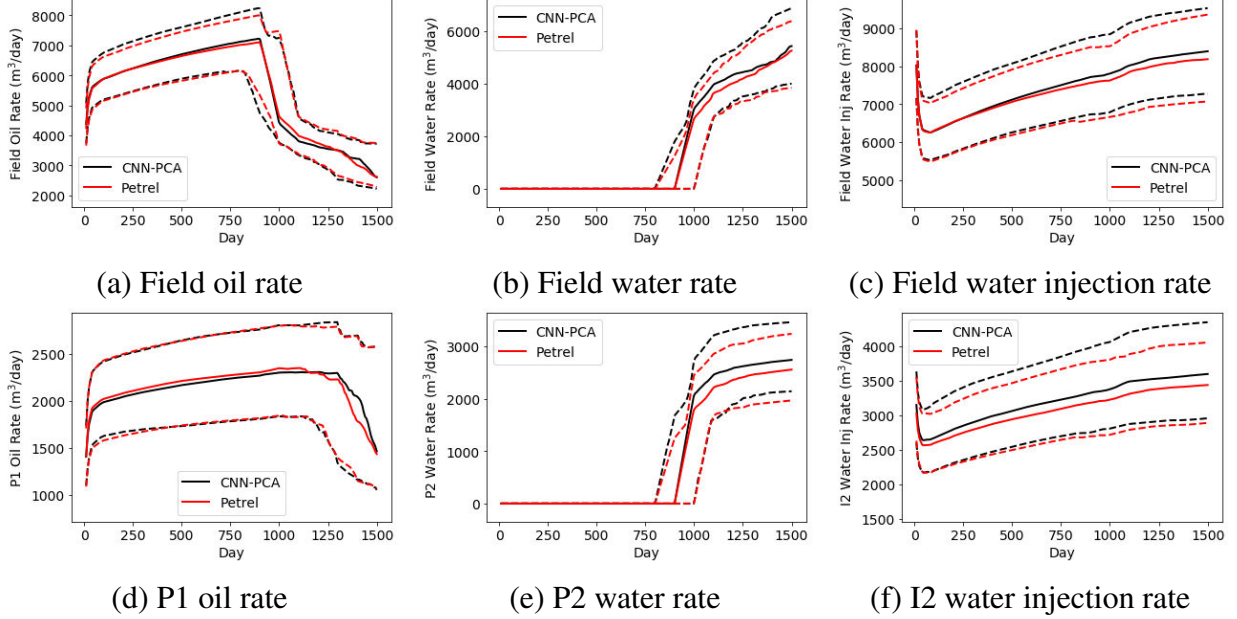 8000
7000
6000
5000
4000
3000
2000
Field Oil Rate (m³/day)
CNN-PCA
Petrel
0 250 500 750 1000 1250 1500
Day
(a) Field oil rate
6000
4000
2000
0
Field Water Rate (m³/day)
CNN-PCA
Petrel
0 250 500 750 1000 1250 1500
Day
(b) Field water rate
9000
8000
7000
6000
5000
Field Water Inj Rate (m³/day)
CNN-PCA
Petrel
0 250 500 750 1000 1250 1500
Day
(c) Field water injection rate
2500
2000
1500
1000
P1 Oil Rate (m³/day)
CNN-PCA
Petrel
0 250 500 750 1000 1250 1500
Day
(d) P1 oil rate
3000
2000
1000
0
P2 Water Rate (m³/day)
CNN-PCA
Petrel
0 250 500 750 1000 1250 1500
Day
(e) P2 water rate
4000
3500
3000
2500
2000
1500
I2 Water Inj Rate (m³/day)
CNN-PCA
Petrel
0 250 500 750 1000 1250 1500
Day
(f) I2 water injection rate